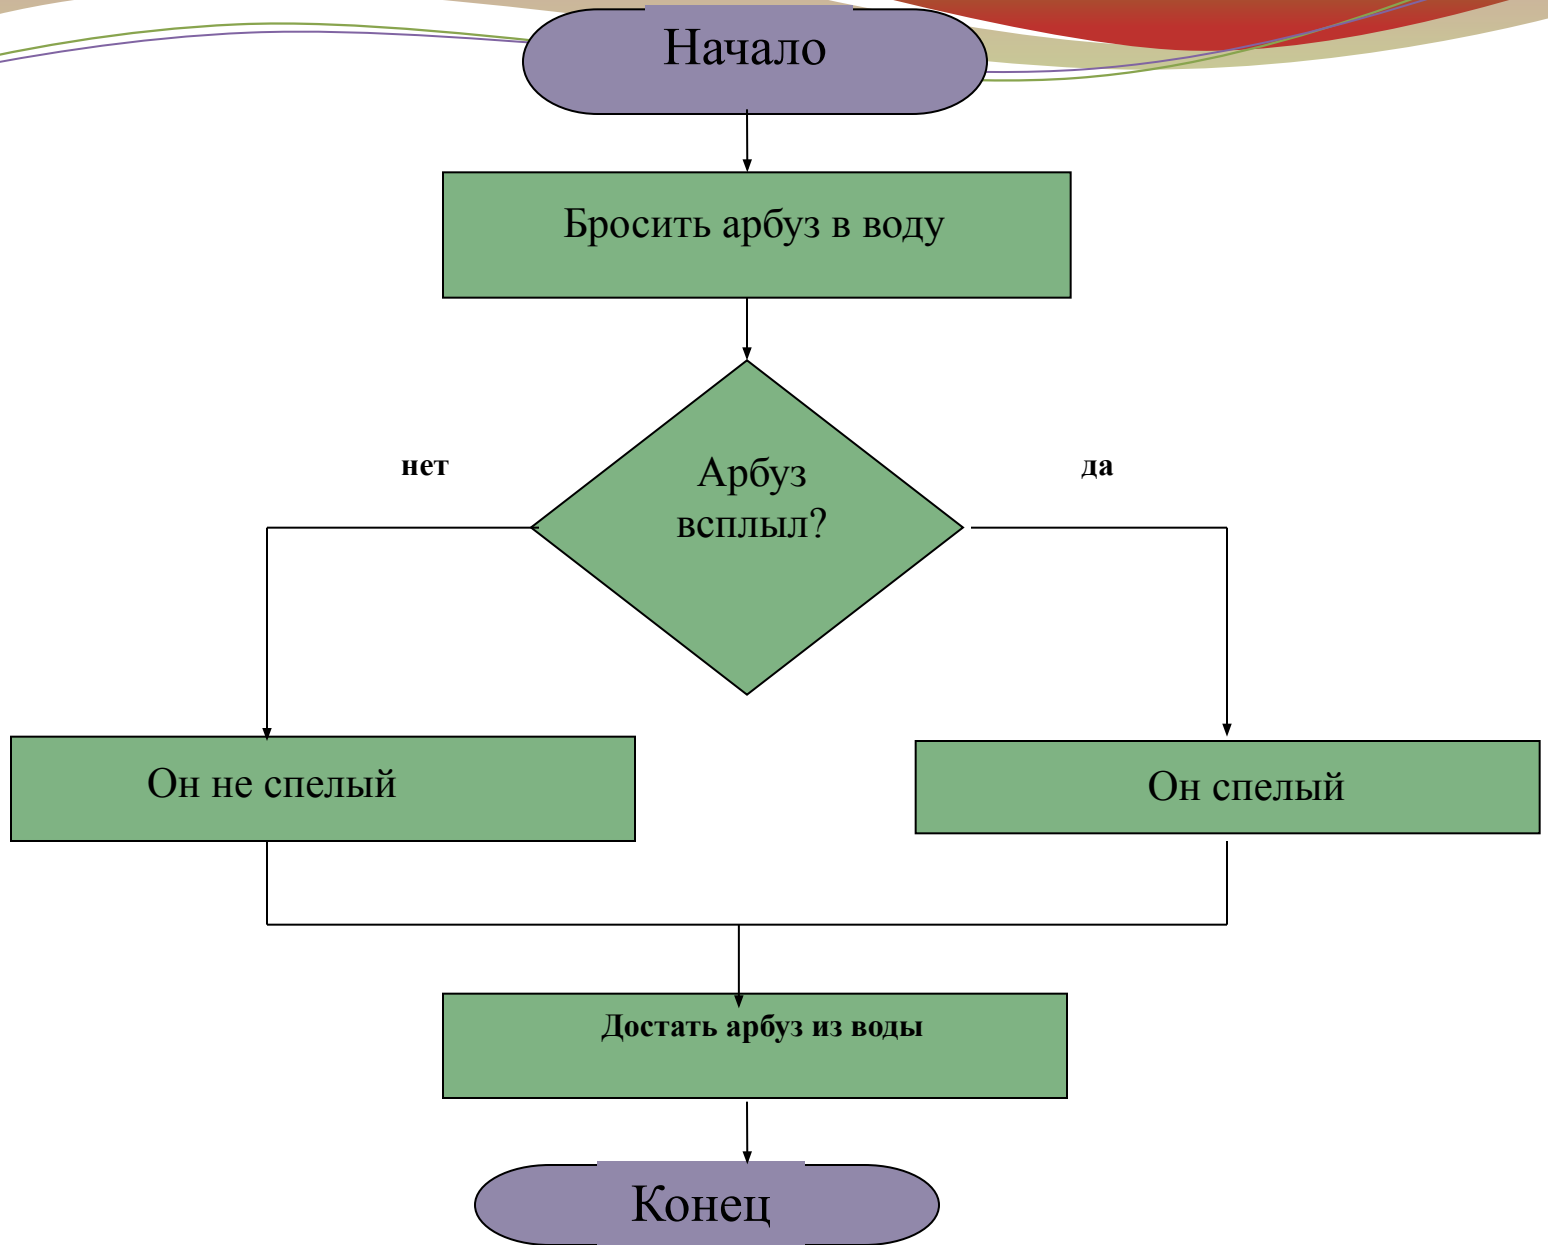 Начало
Бросить арбуз в воду
нет
Арбуз
всплыл?
да
Он не спелый
Он спелый
Достать арбуз из воды
Конец